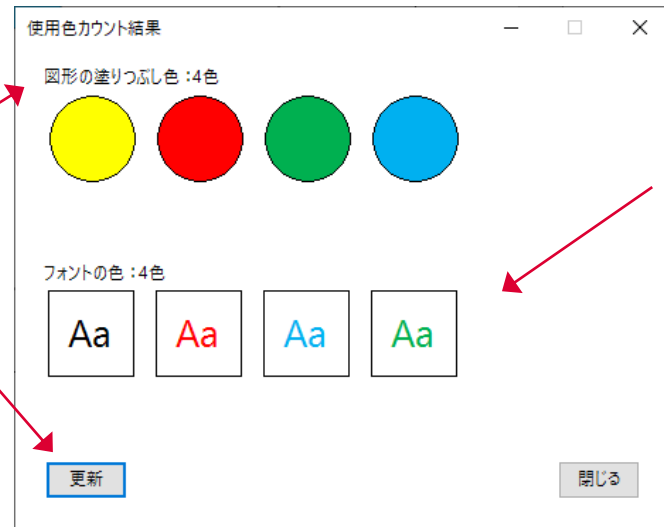 使用色カウント結果
図形の塗りつぶし色：4色
フォントの色：4色
Aa Aa Aa Aa
更新 閉じる